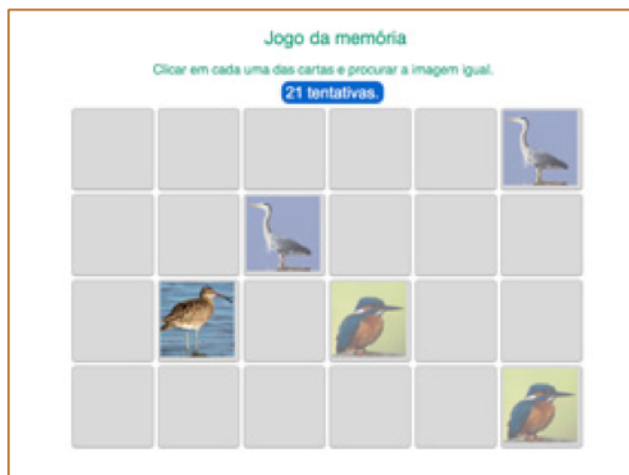 Jogo da memória
Clicar em cada uma das cartas e procurar a imagem igual.
21 tentativas.